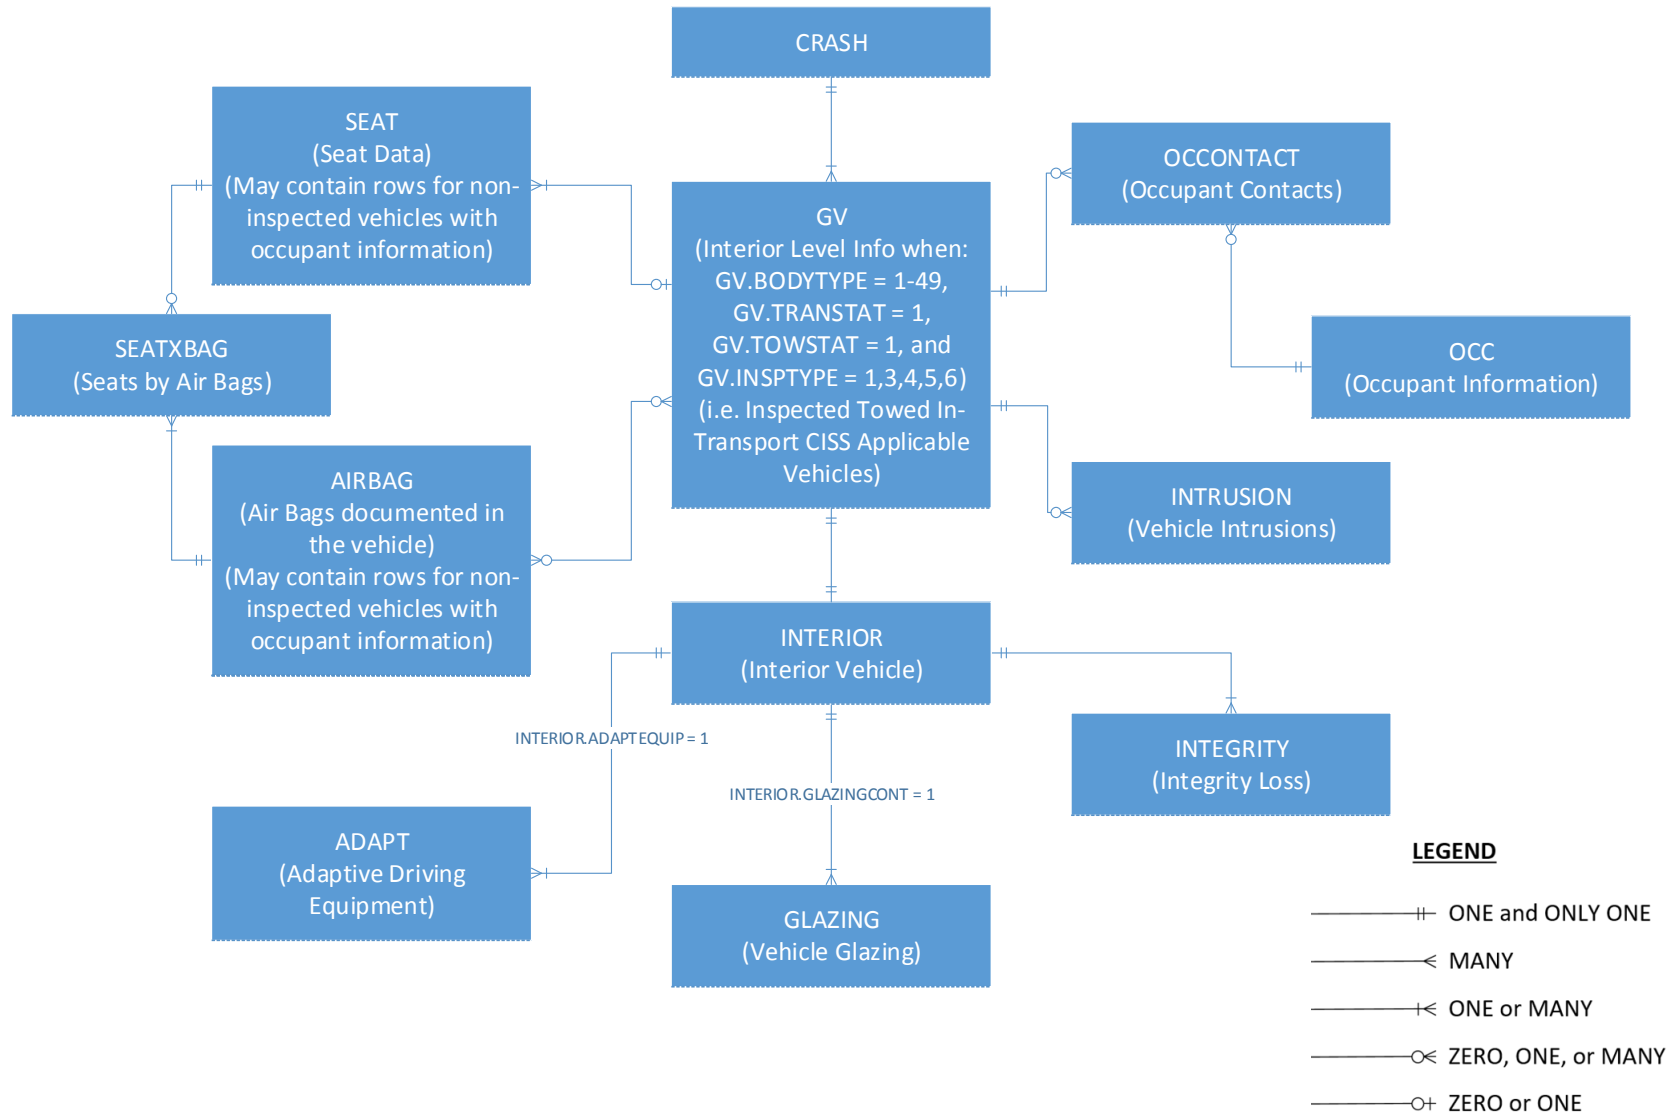 CRASH
SEAT
(Seat Data)
(May contain rows for non-
inspected vehicles with
occupant information)
OCCONTACT
(Occupant Contacts)
GV
(Interior Level Info when:
GV.BODYTYPE = 1-49,
GV.TRANSTAT = 1,
GV.TOWSTAT = 1, and
GV.INSPTYPE = 1,3,4,5,6)
(i.e. Inspected Towed In-
Transport CISS Applicable
Vehicles)
SEATXBAG
(Seats by Air Bags)
OCC
(Occupant Information)
AIRBAG
(Air Bags documented in
the vehicle)
(May contain rows for non-
inspected vehicles with
occupant information)
INTRUSION
(Vehicle Intrusions)
INTERIOR
(Interior Vehicle)
INTERIOR.ADAPTEQUIP = 1
INTERIOR.GLAZINGCONT = 1
INTEGRITY
(Integrity Loss)
ADAPT
(Adaptive Driving
Equipment)
GLAZING
(Vehicle Glazing)
LEGEND
ONE and ONLY ONE
MANY
ONE or MANY
ZERO, ONE, or MANY
ZERO or ONE